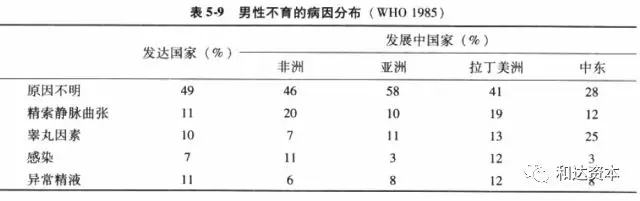 表 5-9 男性不育的病因分布（WHO 1985）
发达国家（%） 发展中国家（%）
非洲 亚洲 拉丁美洲 中东
原因不明 49 46 58 41 28
精索静脉曲张 11 20 10 19 12
睾丸因素 10 7 11 13 25
感染 7 11 3 12 3
异常精液 11 6 8 12 8
和达资本